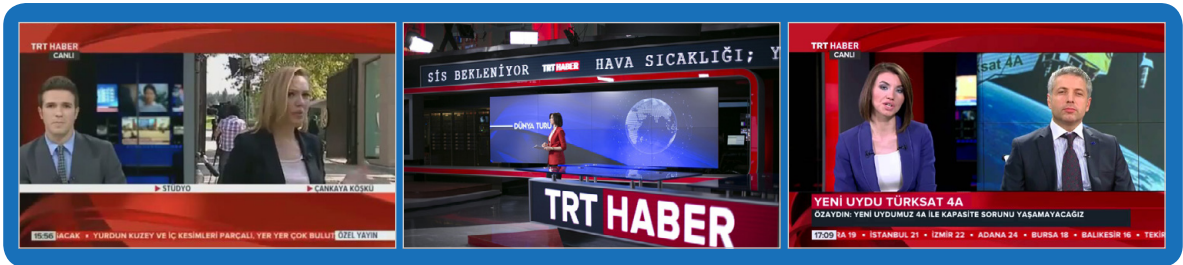 TRT HABER
CANLI
STÜDYO
ÇANKAYA KÖŞKÜ
15:56 SACAK • YURDUN KUZEY VE İÇ KESİMLERİ PARÇALI, YER YER ÇOK BULUT ÖZEL YAYIN
SİS BEKLENİYOR TRT HABER HAVA SICAKLIĞI; Y
DÜNYA TURU
TRT HABER
TRT HABER
CANLI
sat 4A
YENİ UYDU TÜRKSAT 4A
ÖZAYDIN: YENİ UYDUMUZ 4A İLE KAPASİTE SORUNU YAŞAMAYACAĞIZ
17:09 RA 19 • İSTANBUL 21 • İZMİR 22 • ADANA 24 • BURSA 18 • BALIKESİR 16 • TEKİR